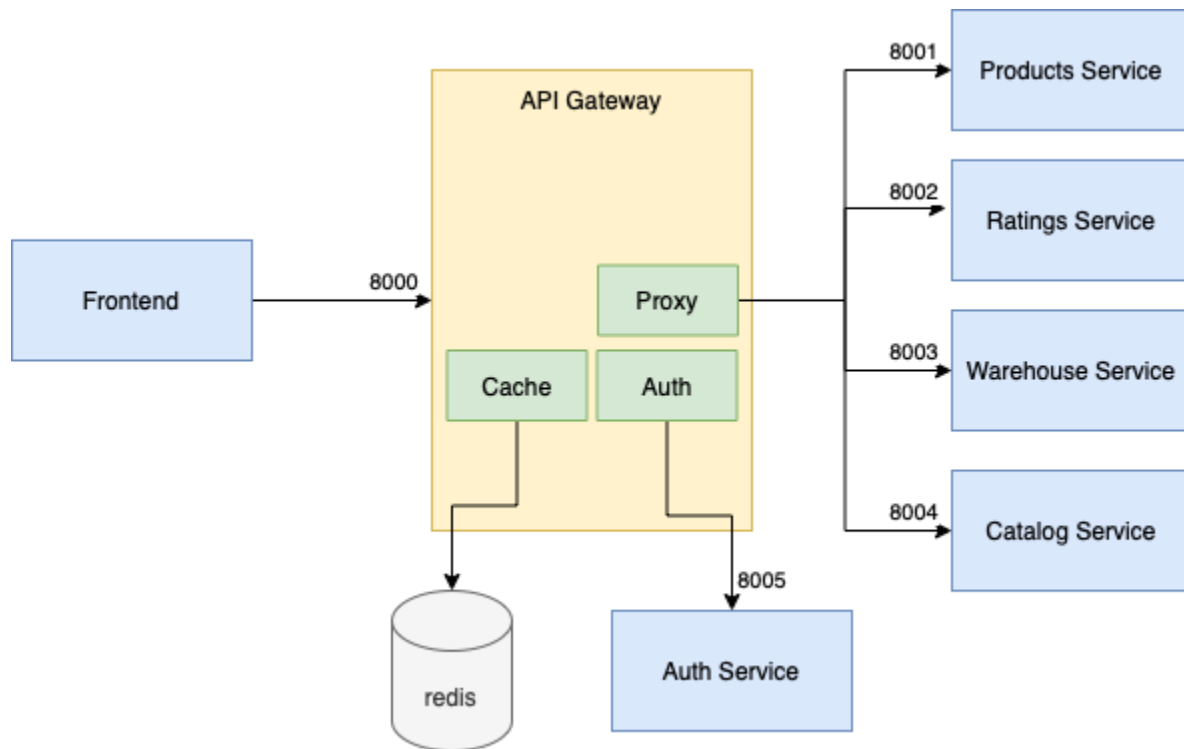 8001
Products Service
API Gateway
8002
Ratings Service
8000
Frontend
Proxy
8003
Warehouse Service
Cache
Auth
8004
Catalog Service
8005
Auth Service
redis